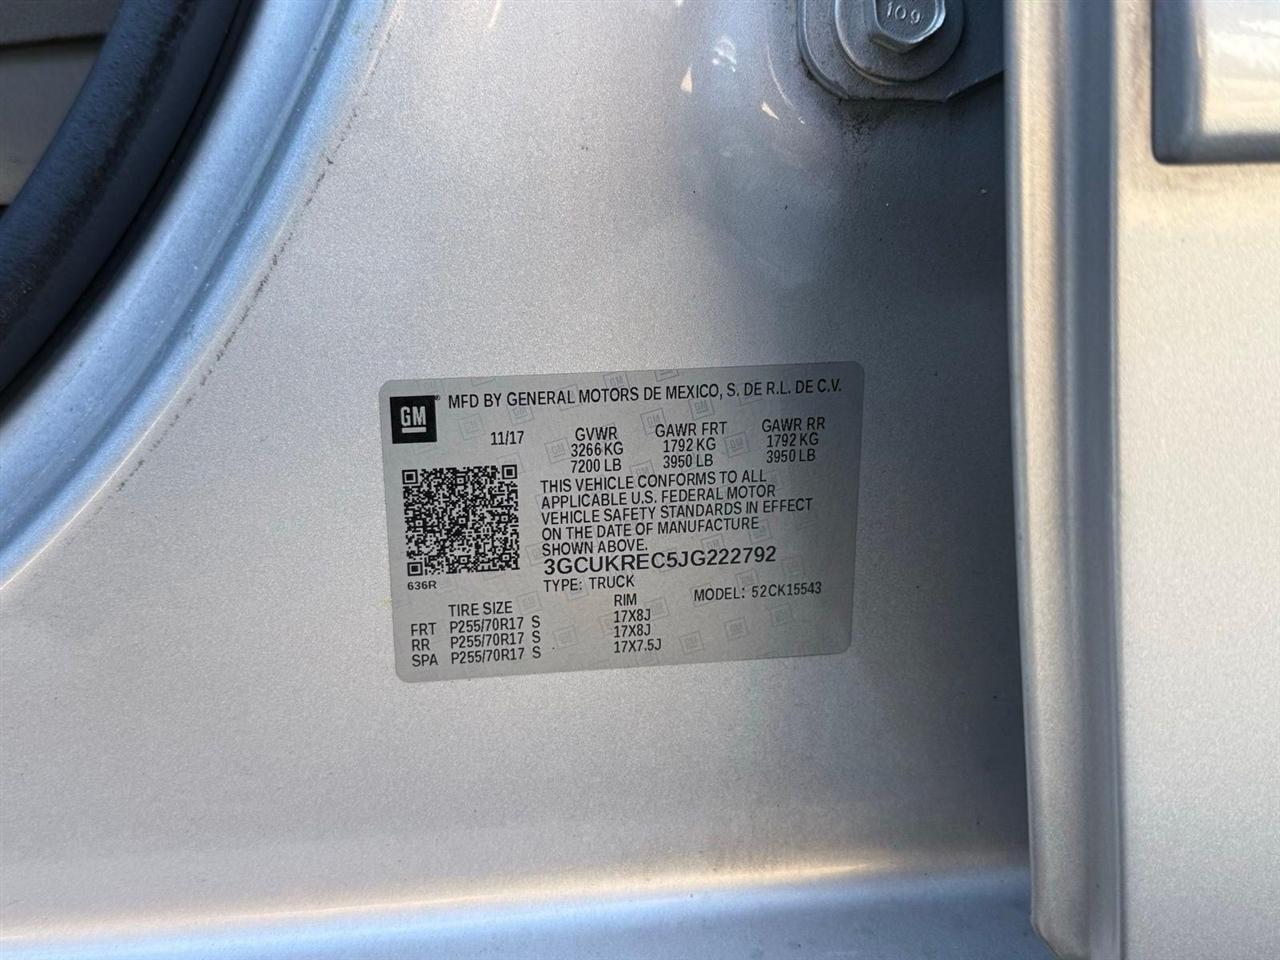 109
GM
MFD BY GENERAL MOTORS DE MEXICO, S. DE R.L. DE C.V.
11/17 GVWR GAWR FRT GAWR RR
3266 KG 1792 KG 1792 KG
7200 LB 3950 LB 3950 LB
THIS VEHICLE CONFORMS TO ALL
APPLICABLE U.S. FEDERAL MOTOR
VEHICLE SAFETY STANDARDS IN EFFECT
ON THE DATE OF MANUFACTURE
SHOWN ABOVE.
3GCUKREC5JG222792
636R TYPE: TRUCK
MODEL: 52CK15543
TIRE SIZE RIM
FRT P255/70R17 S 17X8J
RR P255/70R17 S 17X8J
SPA P255/70R17 S 17X7.5J